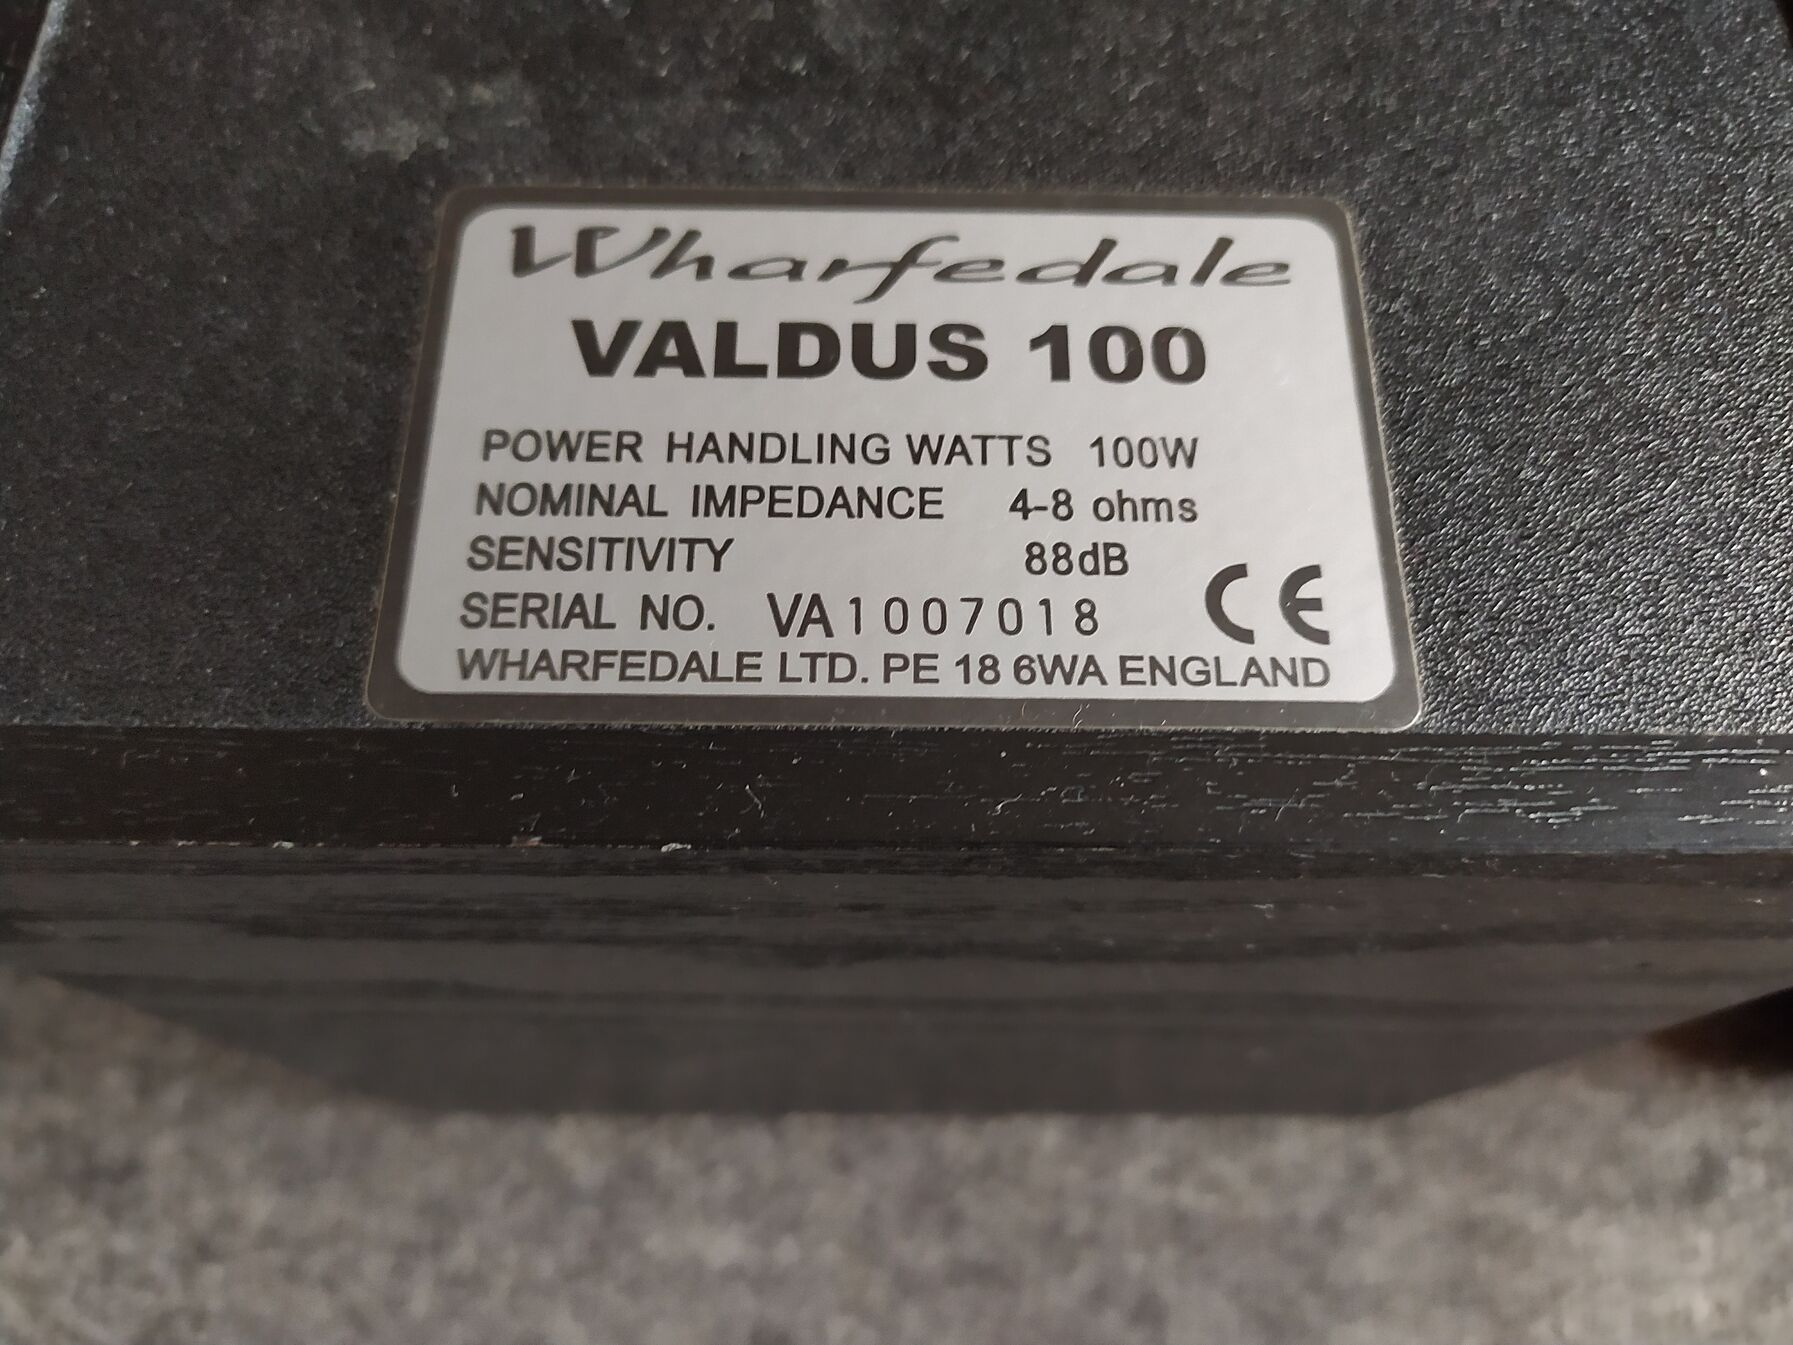 Wharfedale
VALDUS 100
POWER HANDLING WATTS 100W
NOMINAL IMPEDANCE 4-8 ohms
SENSITIVITY 88dB
SERIAL NO. VA1007018
CE
WHARFEDALE LTD. PE 18 6WA ENGLAND